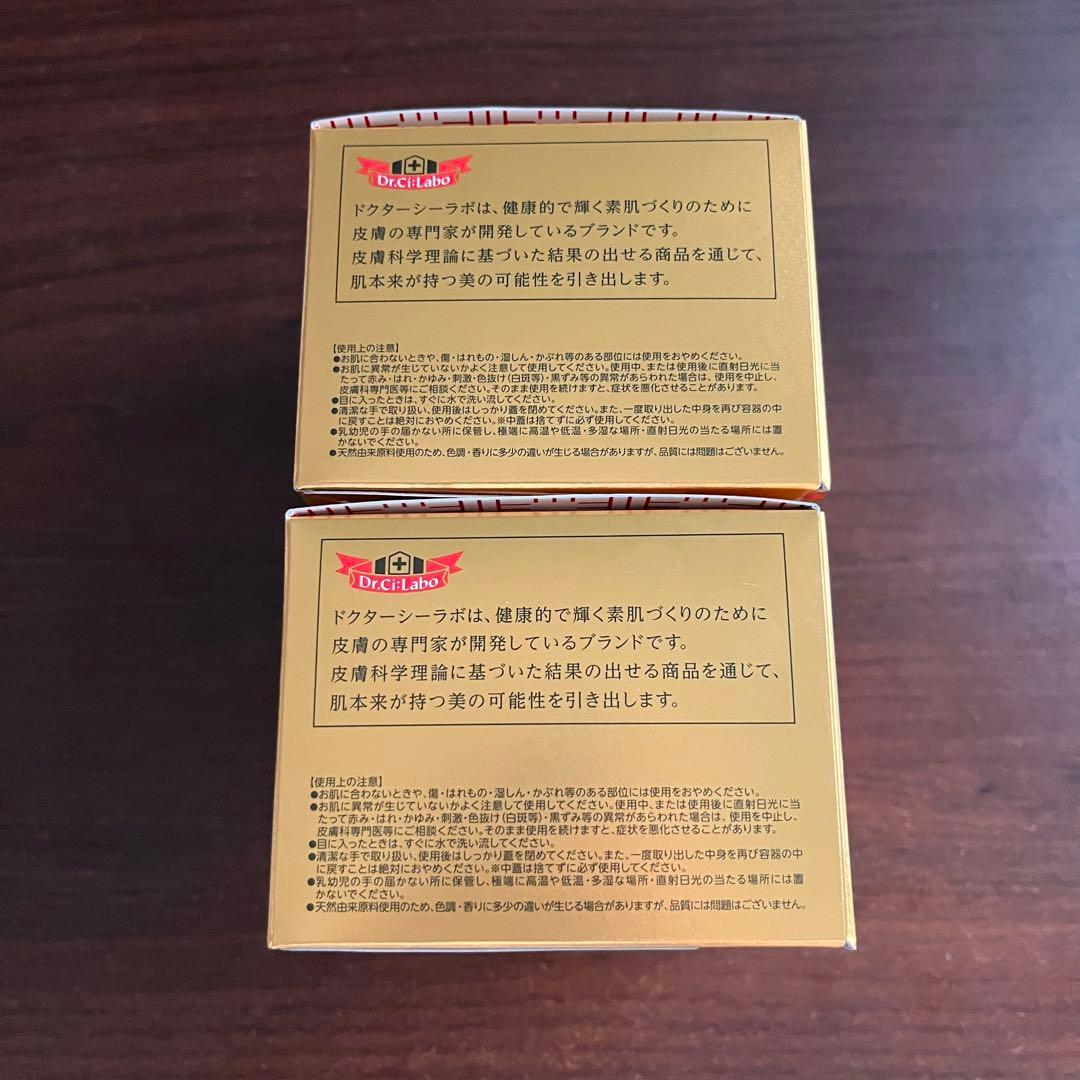 Dr.Ci:Labo
ドクターシーラボは、健康的で輝く素肌づくりのために
皮膚の専門家が開発しているブランドです。
皮膚科学理論に基づいた結果の出せる商品を通じて、
肌本来が持つ美の可能性を引き出します。
【使用上の注意】
●お肌に合わないときや、傷・はれもの・湿しん・かぶれ等のある部位には使用をおやめください。
●お肌に異常が生じていないかよく注意して使用してください。使用中、または使用後に直射日光に当
たって赤み・はれ・かゆみ・刺激・色抜け(白斑等)・黒ずみ等の異常があらわれた場合は、使用を中止し、
皮膚科専門医等にご相談ください。そのまま使用を続けますと、症状を悪化させることがあります。
●目に入ったときは、すぐに水で洗い流してください。
●清潔な手で取り扱い、使用後はしっかり蓋を閉めてください。また、一度取り出した中身を再び容器の中
に戻すことは絶対におやめください。※中蓋は捨てずに必ず使用してください。
●乳幼児の手の届かない所に保管し、極端に高温や低温・多湿な場所・直射日光の当たる場所には置
かないでください。
●天然由来原料使用のため、色調・香りに多少の違いが生じる場合がありますが、品質には問題はございません。
Dr.Ci:Labo
ドクターシーラボは、健康的で輝く素肌づくりのために
皮膚の専門家が開発しているブランドです。
皮膚科学理論に基づいた結果の出せる商品を通じて、
肌本来が持つ美の可能性を引き出します。
【使用上の注意】
●お肌に合わないときや、傷・はれもの・湿しん・かぶれ等のある部位には使用をおやめください。
●お肌に異常が生じていないかよく注意して使用してください。使用中、または使用後に直射日光に当
たって赤み・はれ・かゆみ・刺激・色抜け(白斑等)・黒ずみ等の異常があらわれた場合は、使用を中止し、
皮膚科専門医等にご相談ください。そのまま使用を続けますと、症状を悪化させることがあります。
●目に入ったときは、すぐに水で洗い流してください。
●清潔な手で取り扱い、使用後はしっかり蓋を閉めてください。また、一度取り出した中身を再び容器の中
に戻すことは絶対におやめください。※中蓋は捨てずに必ず使用してください。
●乳幼児の手の届かない所に保管し、極端に高温や低温・多湿な場所・直射日光の当たる場所には置
かないでください。
●天然由来原料使用のため、色調・香りに多少の違いが生じる場合がありますが、品質には問題はございません。